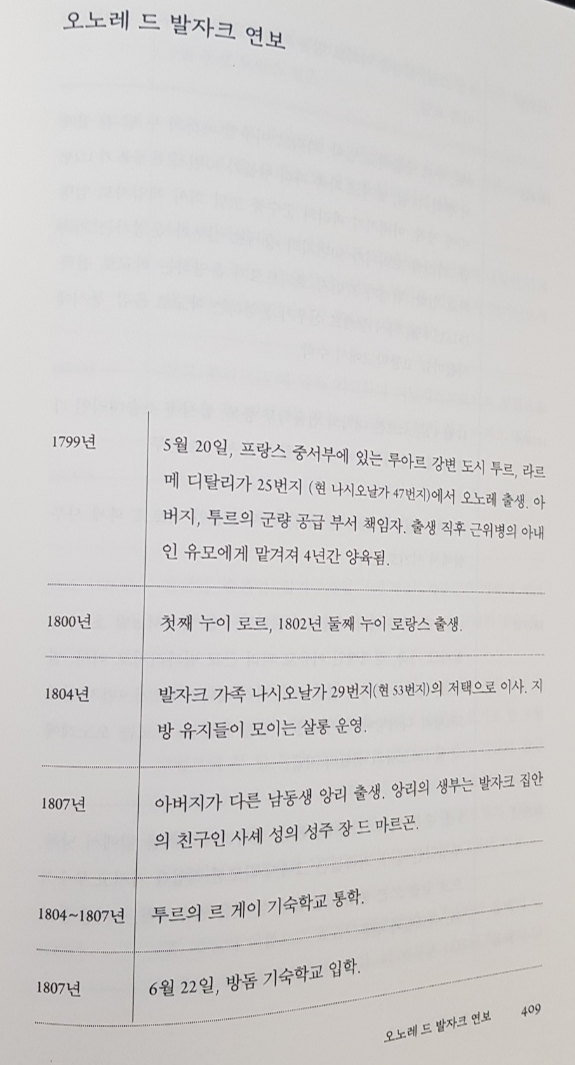 오노레 드 발자크 연보
1799년
5월 20일, 프랑스 중서부에 있는 루아르 강변 도시 투르, 라르
메 디탈리가 25번지 (현 나시오날가 47번지)에서 오노레 출생. 아
버지, 투르의 군량 공급 부서 책임자. 출생 직후 근위병의 아내
인 유모에게 맡겨져 4년간 양육됨.
1800년
첫째 누이 로르, 1802년 둘째 누이 로랑스 출생.
1804년
발자크 가족 나시오날가 29번지(현 53번지)의 저택으로 이사. 지
방 유지들이 모이는 살롱 운영.
1807년
아버지가 다른 남동생 앙리 출생. 앙리의 생부는 발자크 집안
의 친구인 사셰 성의 성주 장 드 마르곤.
1804~1807년
투르의 르 게이 기숙학교 통학.
1807년
6월 22일, 방돔 기숙학교 입학.
오노레 드 발자크 연보 409